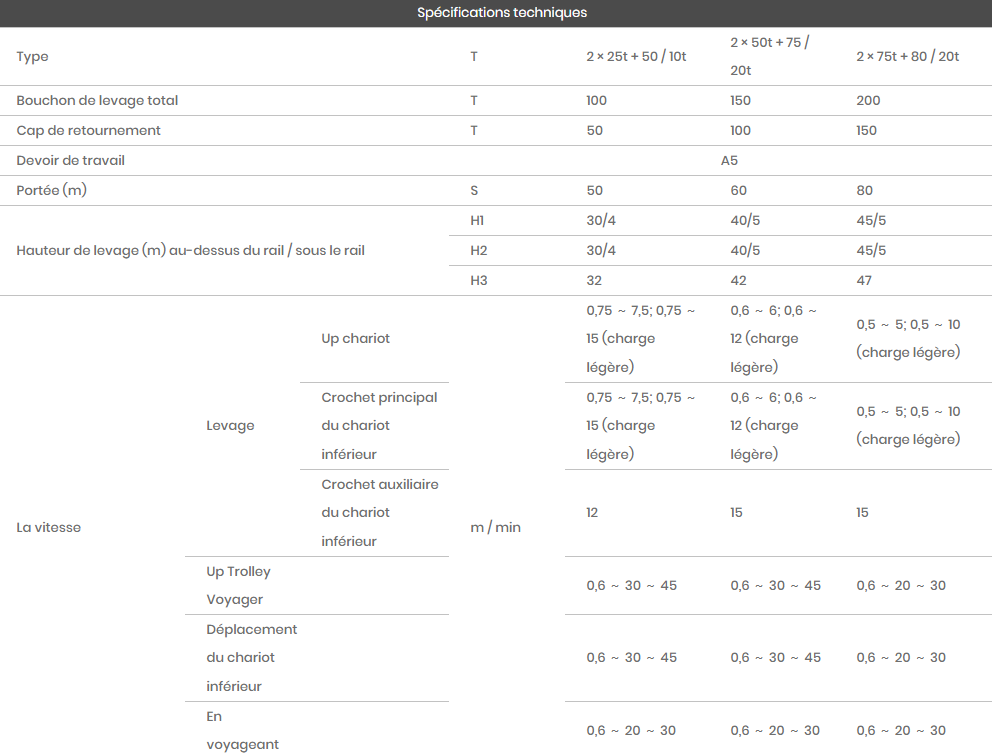 Spécifications techniques
Type T 2 × 25t + 50 / 10t 2 × 50t + 75 / 20t 2 × 75t + 80 / 20t
Bouchon de levage total T 100 150 200
Cap de retournement T 50 100 150
Devoir de travail A5
Portée (m) S 50 60 80
Hauteur de levage (m) au-dessus du rail / sous le rail
H1 30/4 40/5 45/5
H2 30/4 40/5 45/5
H3 32 42 47
La vitesse
Levage
m / min
Up chariot 0,75 ~ 7,5; 0,75 ~ 15 (charge légère) 0,6 ~ 6; 0,6 ~ 12 (charge légère) 0,5 ~ 5; 0,5 ~ 10 (charge légère)
Crochet principal du chariot inférieur 0,75 ~ 7,5; 0,75 ~ 15 (charge légère) 0,6 ~ 6; 0,6 ~ 12 (charge légère) 0,5 ~ 5; 0,5 ~ 10 (charge légère)
Crochet auxiliaire du chariot inférieur 12 15 15
Up Trolley Voyager 0,6 ~ 30 ~ 45 0,6 ~ 30 ~ 45 0,6 ~ 20 ~ 30
Déplacement du chariot inférieur 0,6 ~ 30 ~ 45 0,6 ~ 30 ~ 45 0,6 ~ 20 ~ 30
En voyageant 0,6 ~ 20 ~ 30 0,6 ~ 20 ~ 30 0,6 ~ 20 ~ 30